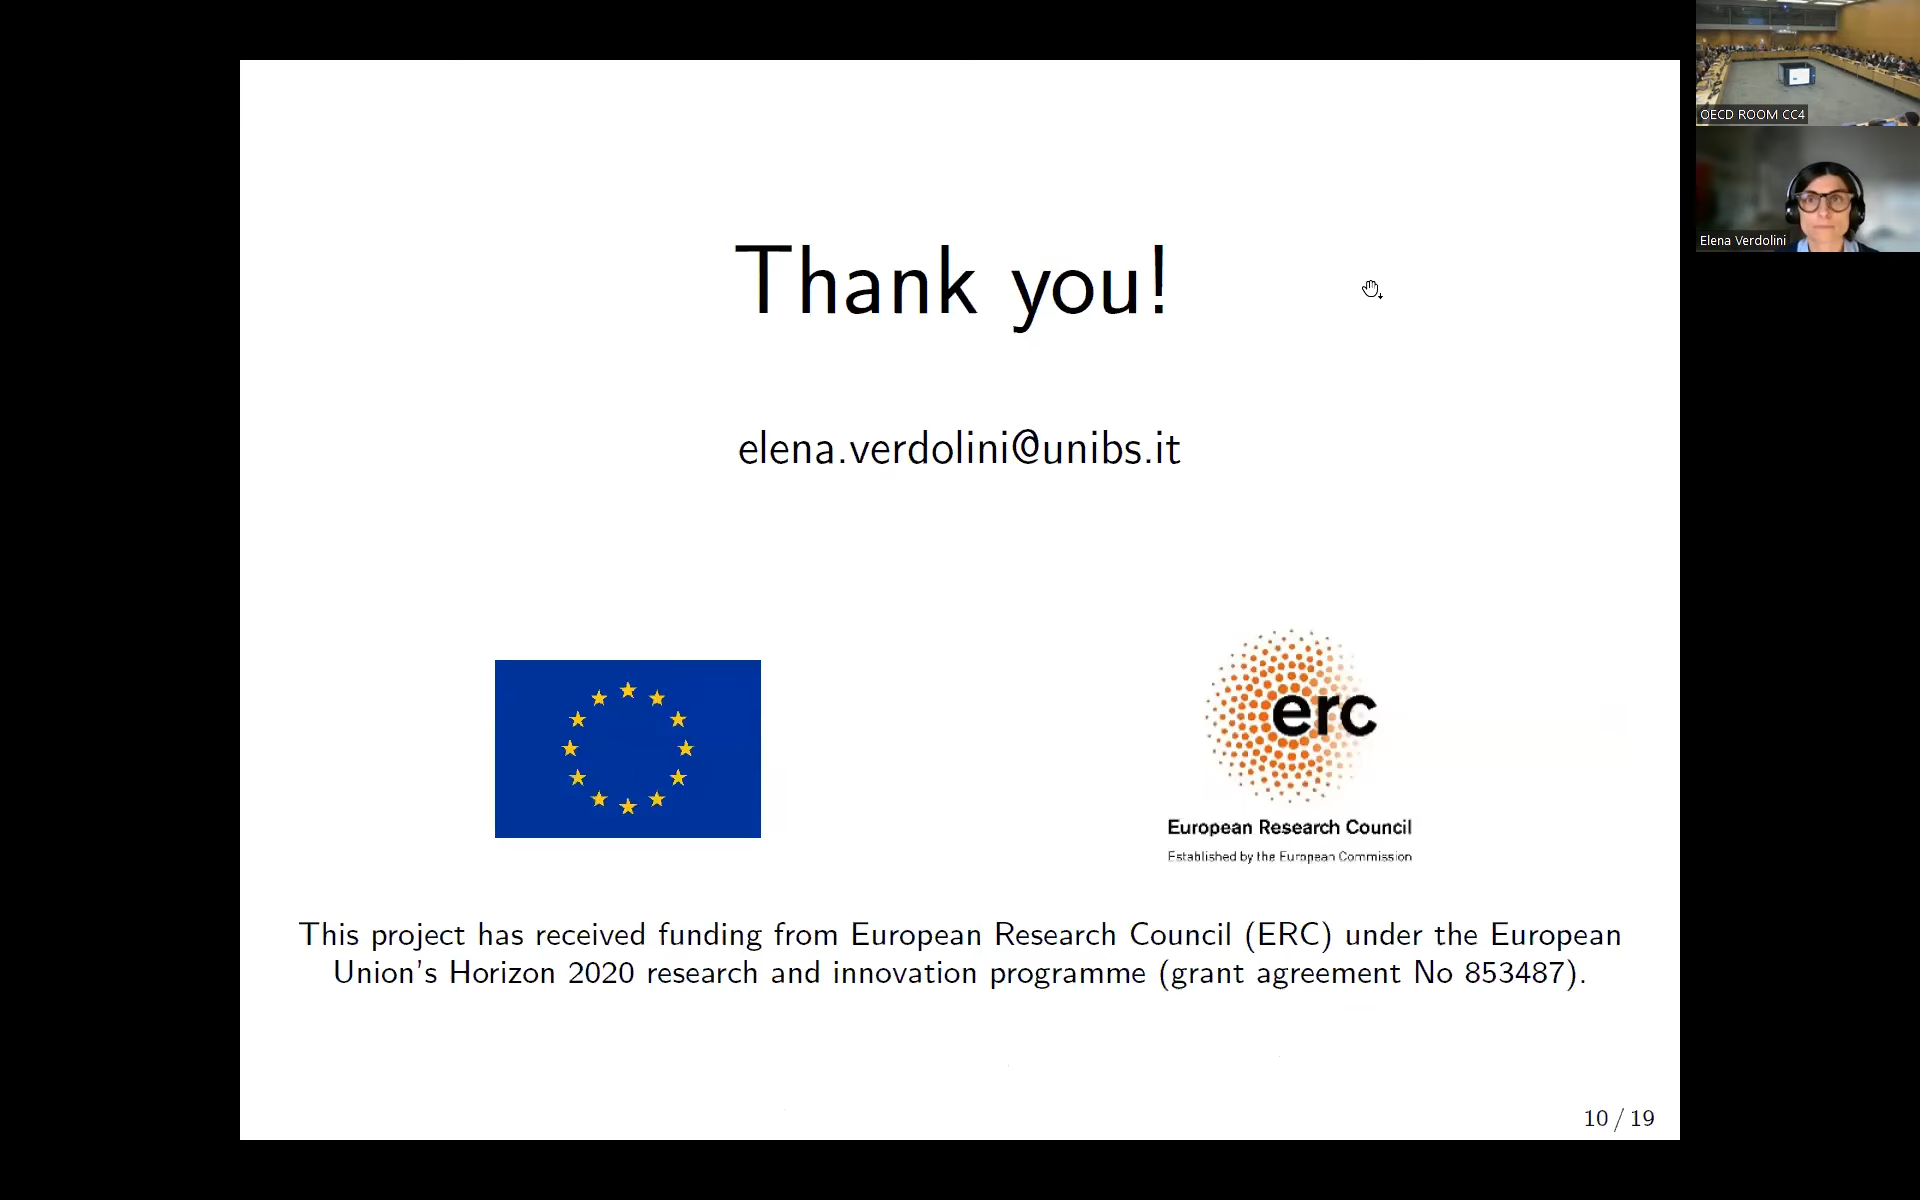 Thank you!
elena.verdolini@unibs.it
erc
European Research Council
Established by the European Commission
This project has received funding from European Research Council (ERC) under the European
Union's Horizon 2020 research and innovation programme (grant agreement No 853487).
10 / 19
OECD ROOM CC4
Elena Verdolini